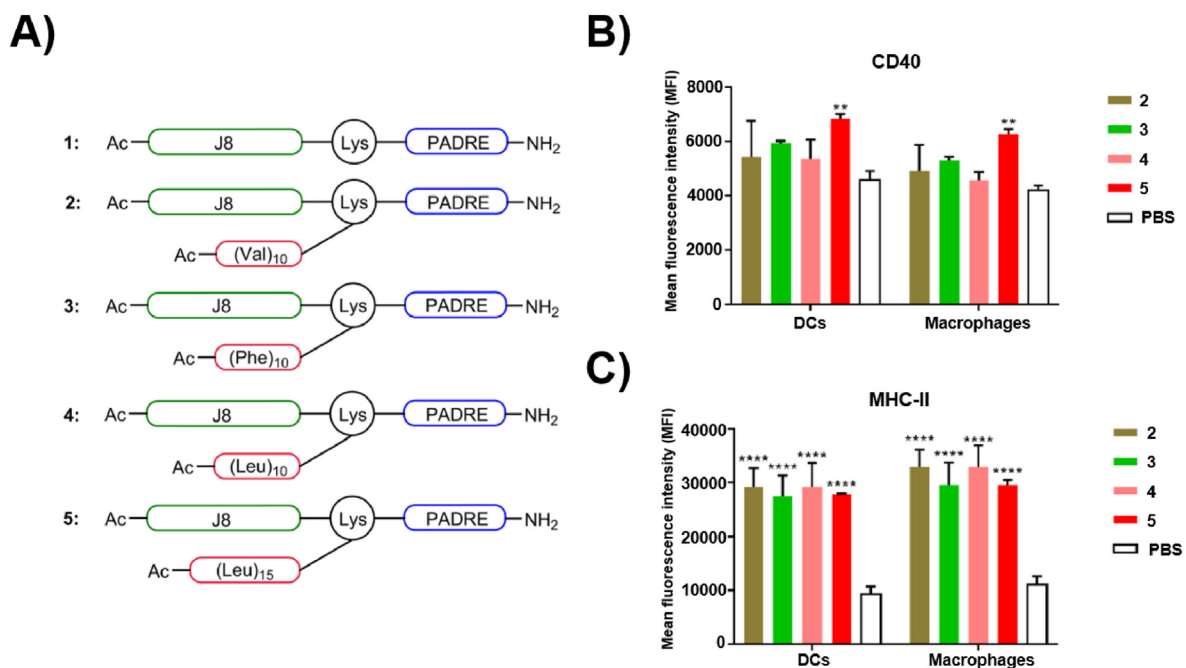 A)
1: Ac J8 Lys PADRE NH2
2: Ac J8 Lys PADRE NH2
Ac (Val)10
3: Ac J8 Lys PADRE NH2
Ac (Phe)10
4: Ac J8 Lys PADRE NH2
Ac (Leu)10
5: Ac J8 Lys PADRE NH2
Ac (Leu)15
B)
CD40
Mean fluorescence intensity (MFI)
8000
6000
4000
2000
0
** **
DCs Macrophages
2
3
4
5
PBS
C)
MHC-II
Mean fluorescence intensity (MFI)
40000
30000
20000
10000
0
**** **** **** **** **** **** **** ****
DCs Macrophages
2
3
4
5
PBS